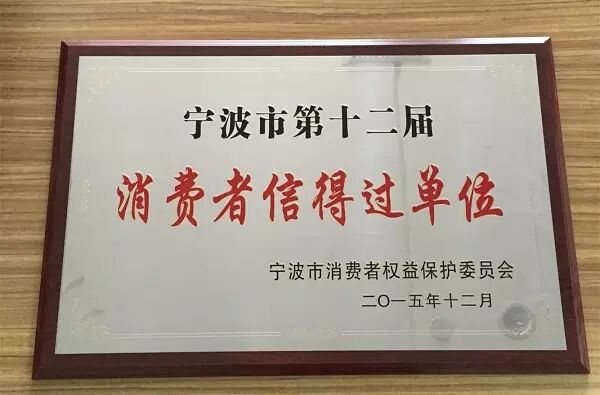 宁波市第十二届
消费者信得过单位
宁波市消费者权益保护委员会
二〇一五年十二月